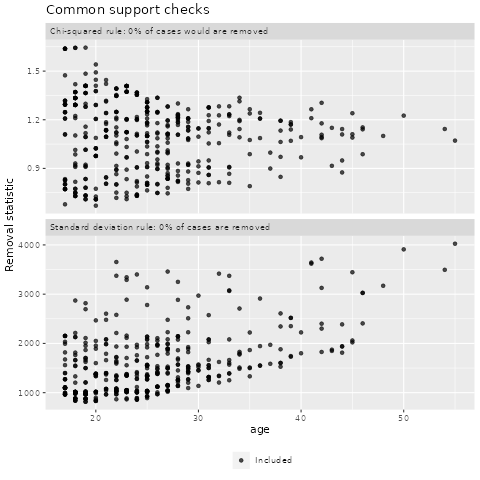 Common support checks
Chi-squared rule: 0% of cases would are removed
1.5
1.2
0.9
Standard deviation rule: 0% of cases are removed
4000
3000
2000
1000
Removal statistic
20
30
40
50
age
Included